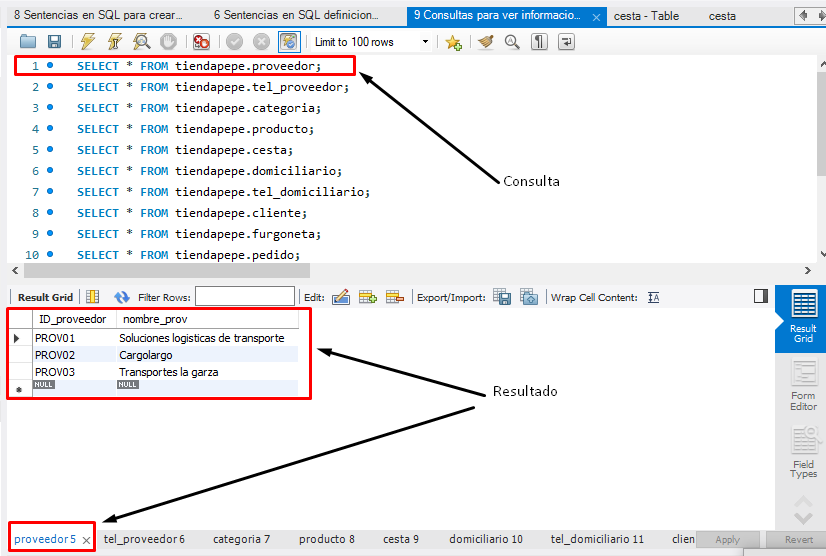 8 Sentencias en SQL para crear... 6 Sentencias en SQL definicion... 9 Consultas para ver informacio... cesta - Table cesta
Limit to 100 rows
1 SELECT * FROM tiendapepe.proveedor;
2 SELECT * FROM tiendapepe.tel_proveedor;
3 SELECT * FROM tiendapepe.categoria;
4 SELECT * FROM tiendapepe.producto;
5 SELECT * FROM tiendapepe.cesta;
6 SELECT * FROM tiendapepe.domiciliario;
7 SELECT * FROM tiendapepe.tel_domiciliario;
8 SELECT * FROM tiendapepe.cliente;
9 SELECT * FROM tiendapepe.furgoneta;
10 SELECT * FROM tiendapepe.pedido;
Consulta
Result Grid Filter Rows: Edit: Export/Import: Wrap Cell Content: IA
ID_proveedor nombre_prov
PROV01 Soluciones logisticas de transporte
PROV02 Cargolargo
PROV03 Transportes la garza
NULL NULL
Resultado
Result
Grid
Form
Editor
Field
Types
proveedor 5 tel_proveedor 6 categoria 7 producto 8 cesta 9 domiciliario 10 tel_domiciliario 11 clien Apply Revert